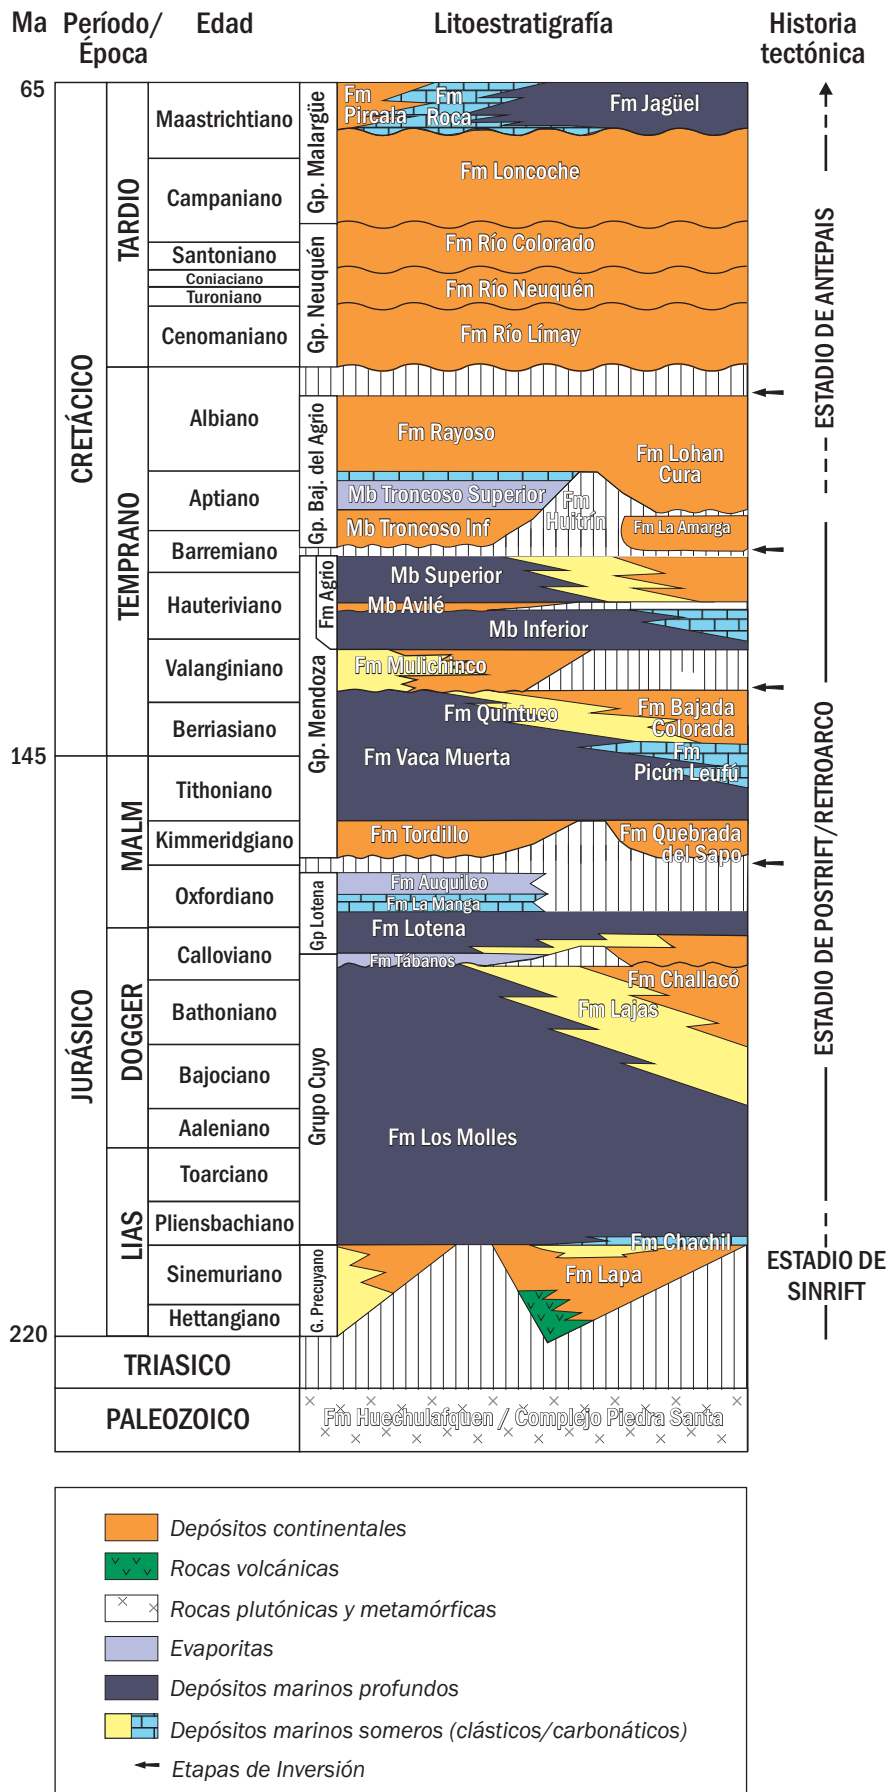 Ma
Período/
Época
Edad
Litoestratigrafía
Historia
tectónica
65
145
220
CRETÁCICO
JURÁSICO
TARDIO
TEMPRANO
MALM
DOGGER
LIAS
Maastrichtiano
Campaniano
Santoniano
Coniaciano
Turoniano
Cenomaniano
Albiano
Aptiano
Barremiano
Hauteriviano
Valanginiano
Berriasiano
Tithoniano
Kimmeridgiano
Oxfordiano
Calloviano
Bathoniano
Bajociano
Aaleniano
Toarciano
Pliensbachiano
Sinemuriano
Hettangiano
TRIASICO
PALEOZOICO
Gp. Malargüe
Gp. Neuquén
Gp. Baj. del Agrio
Fm Agrio
Gp. Mendoza
Gp Lotena
Grupo Cuyo
G. Precuyano
Fm
Pircala
Fm
Roca
Fm Jagüel
Fm Loncoche
Fm Río Colorado
Fm Río Neuquén
Fm Río Límay
Fm Rayoso
Fm Lohan
Cura
Mb Troncoso Superior
Fm
Huitrín
Mb Troncoso Inf
Fm La Amarga
Mb Superior
Mb Avilé
Mb Inferior
Fm Mulichinco
Fm Quintuco
Fm Bajada
Colorada
Fm Vaca Muerta
Fm
Picún Leufú
Fm Tordillo
Fm Quebrada
del Sapo
Fm Auquilco
Fm La Manga
Fm Lotena
Fm Tábanos
Fm Challacó
Fm Lajas
Fm Los Molles
Fm Chachil
Fm Lapa
Fm Huechulafquen / Complejo Piedra Santa
ESTADIO DE ANTEPAIS
ESTADIO DE POSTRIFT/RETROARCO
ESTADIO DE
SINRIFT
Depósitos continentales
Rocas volcánicas
Rocas plutónicas y metamórficas
Evaporitas
Depósitos marinos profundos
Depósitos marinos someros (clásticos/carbonáticos)
Etapas de Inversión